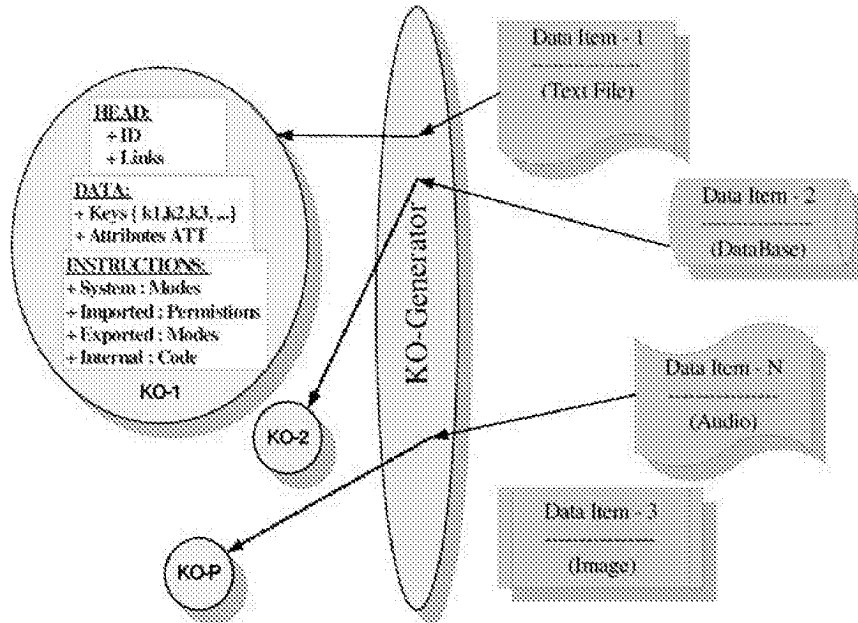 HEAD:
+ ID
+ Links
DATA:
+ Keys { k1,k2,k3, ...}
+ Attributes ATT
INSTRUCTIONS:
+ System : Modes
+ Imported : Permistions
+ Exported : Modes
+ Internal : Code
KO-1
KO-2
KO-P
KO-Generator
Data Item - 1
(Text File)
Data Item - 2
(DataBase)
Data Item - N
(Audio)
Data Item - 3
(Image)